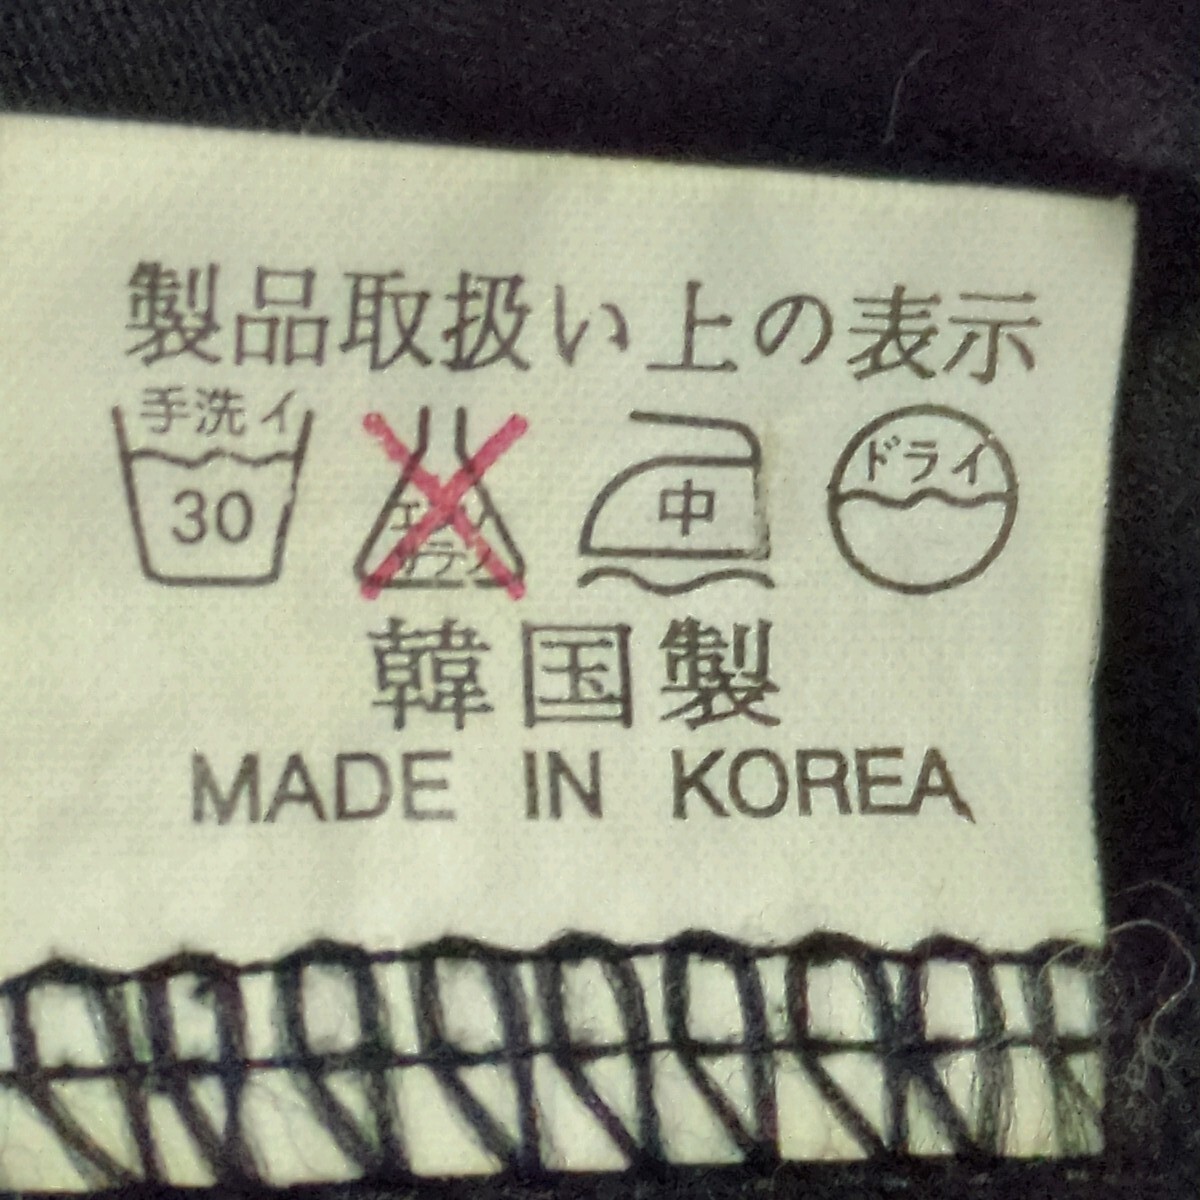 製品取扱い上の表示
手洗イ
30
中
ドライ
韓国製
MADE IN KOREA